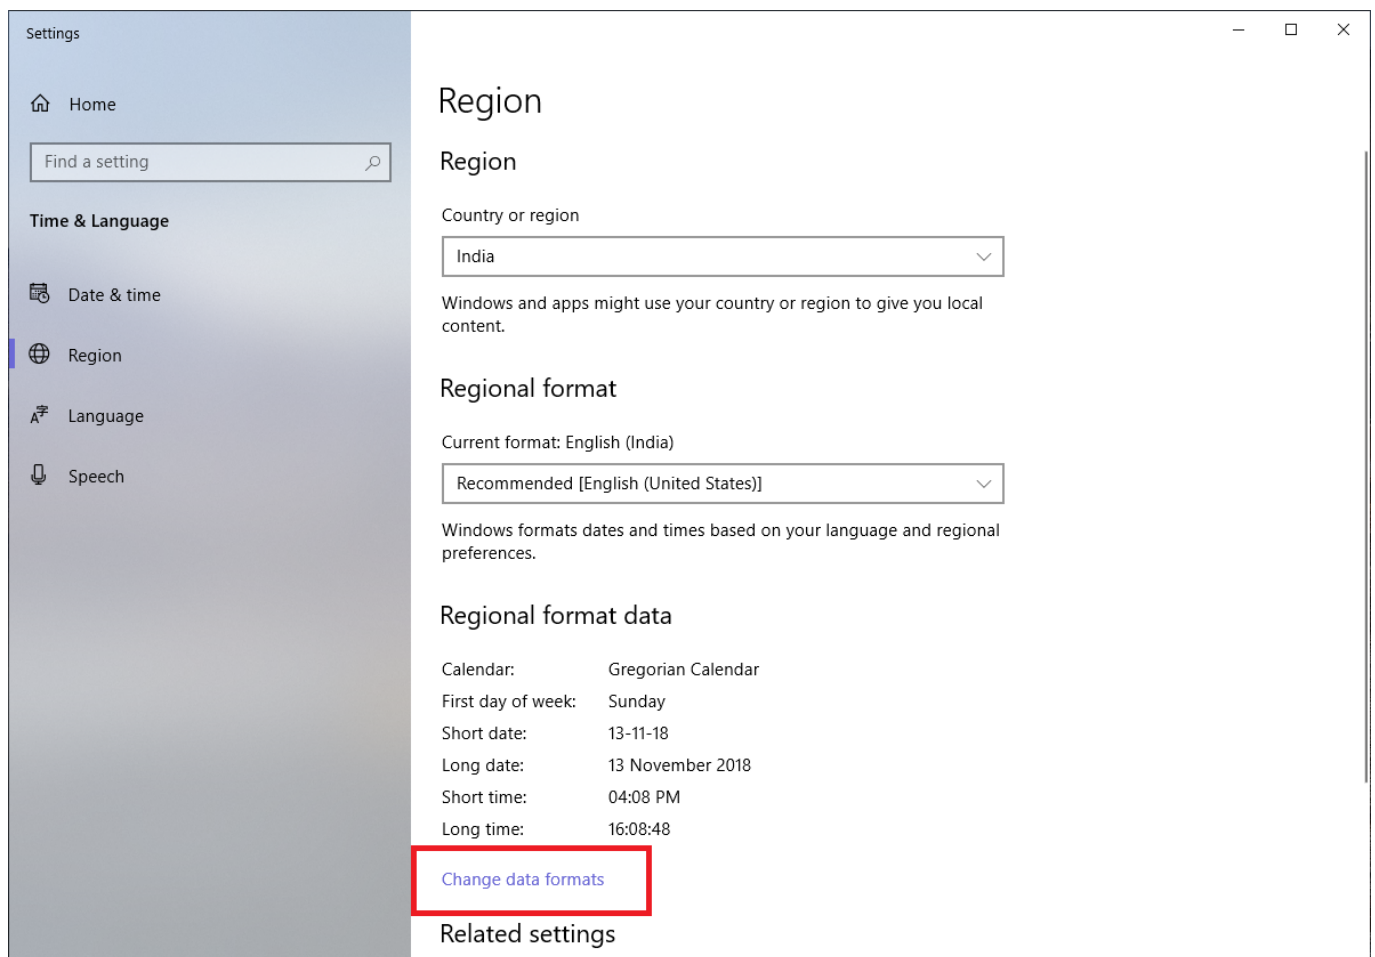 Settings
Home
Find a setting
Time & Language
Date & time
Region
Language
Speech
Region
Region
Country or region
India
Windows and apps might use your country or region to give you local
content.
Regional format
Current format: English (India)
Recommended [English (United States)]
Windows formats dates and times based on your language and regional
preferences.
Regional format data
Calendar: Gregorian Calendar
First day of week: Sunday
Short date: 13-11-18
Long date: 13 November 2018
Short time: 04:08 PM
Long time: 16:08:48
Change data formats
Related settings